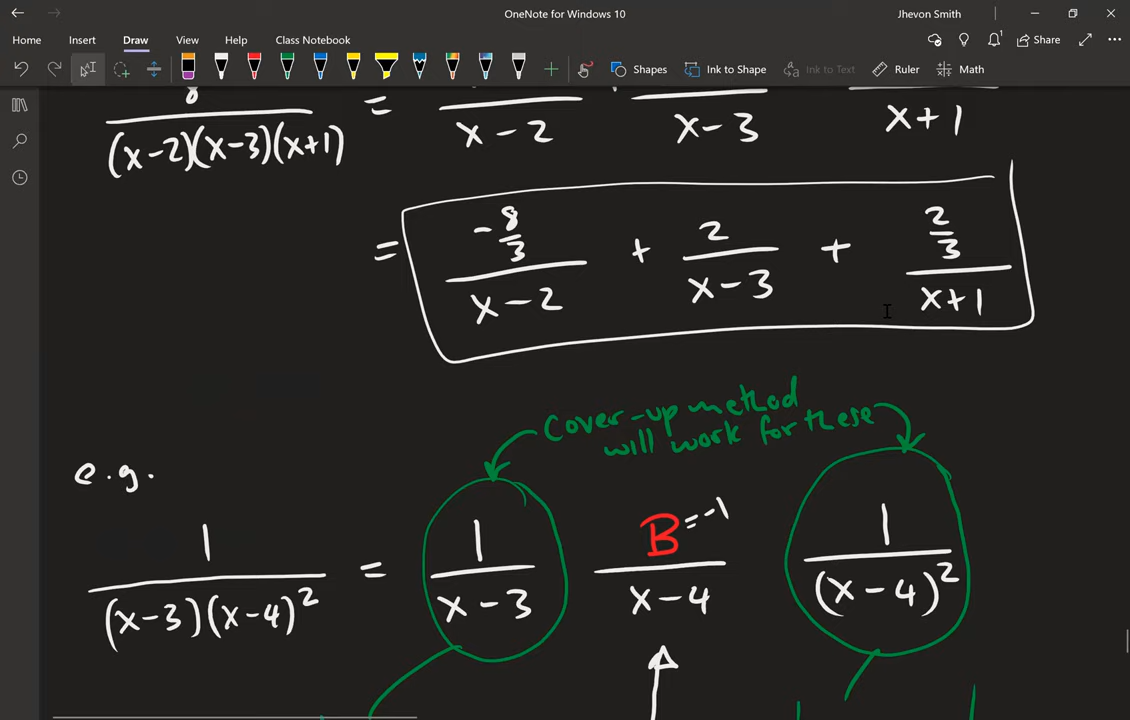 OneNote for Windows 10
Jhevon Smith
Home Insert Draw View Help Class Notebook
Share
Shapes Ink to Shape Ink to Text Ruler Math
8/((x-2)(x-3)(x+1)) = /(x-2) /(x-3) /(x+1)
= (-8/3)/(x-2) + 2/(x-3) + (2/3)/(x+1)
Cover-up method
will work for these
e.g.
1/((x-3)(x-4)²) = 1/(x-3) B=-1/(x-4) 1/(x-4)²